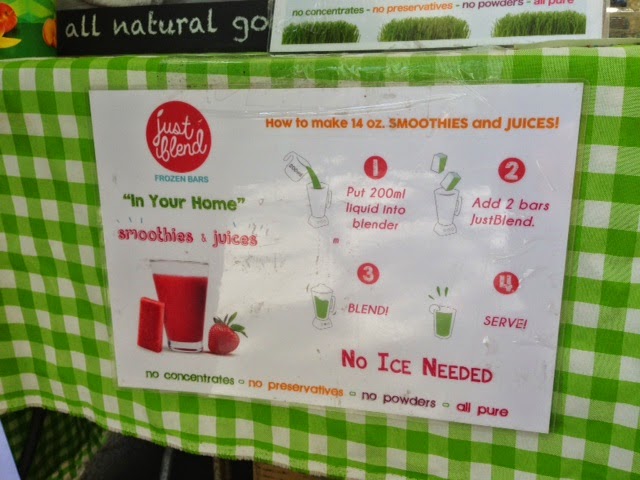 all natural go
no concentrates - no preservatives - no powders - all pure
just
iblend
FROZEN BARS
"In Your Home"
smoothies & juices
How to make 14 oz. SMOOTHIES and JUICES!
1
Put 200ml
liquid into
blender
2
Add 2 bars
JustBlend.
3
BLEND!
4
SERVE!
No Ice Needed
no concentrates - no preservatives - no powders - all pure